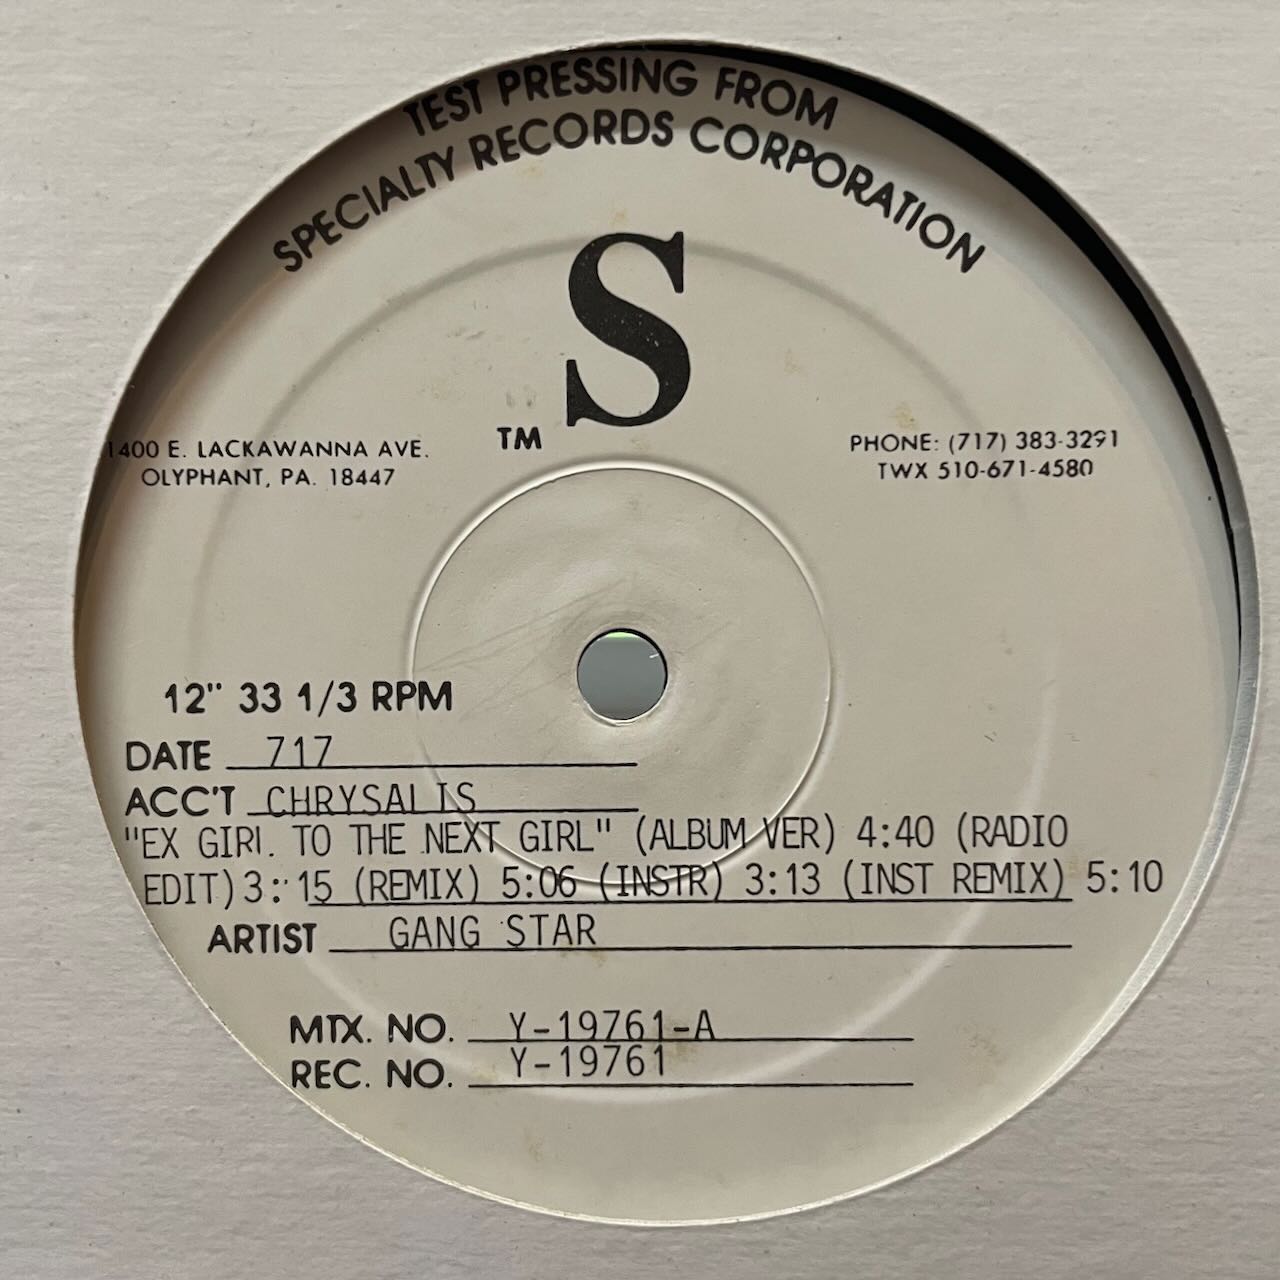 TEST PRESSING FROM
SPECIALTY RECORDS CORPORATION
S
TM
1400 E. LACKAWANNA AVE.
OLYPHANT, PA. 18447
PHONE: (717) 383-3291
TWX 510-671-4580
12" 33 1/3 RPM
DATE 717
ACC'T CHRYSALIS
"EX GIRL TO THE NEXT GIRL" (ALBUM VER) 4:40 (RADIO
EDIT) 3:15 (REMIX) 5:06 (INSTR) 3:13 (INST REMIX) 5:10
ARTIST GANG STAR
MTX. NO. Y-19761-A
REC. NO. Y-19761